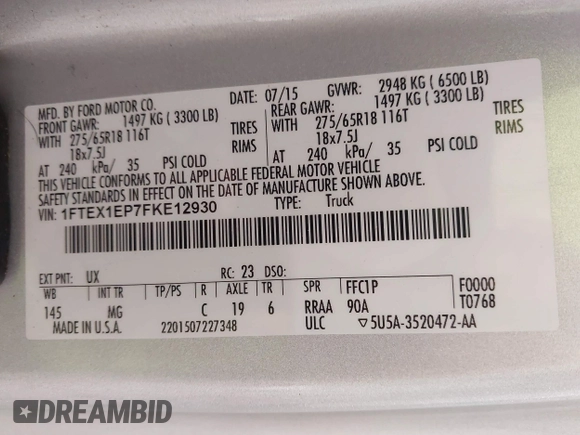 MFD. BY FORD MOTOR CO.
DATE: 07/15 GVWR: 2948 KG ( 6500 LB)
FRONT GAWR: 1497 KG ( 3300 LB)
REAR GAWR: 1497 KG ( 3300 LB)
WITH 275/65R18 116T TIRES
275/65R18 116T TIRES
18x7.5J RIMS
WITH 18x7.5J RIMS
AT 240 kPa/ 35 PSI COLD
AT 240 kPa/ 35 PSI COLD
THIS VEHICLE CONFORMS TO ALL APPLICABLE FEDERAL MOTOR VEHICLE
SAFETY STANDARDS IN EFFECT ON THE DATE OF MANUFACTURE SHOWN ABOVE.
VIN: 1FTEX1EP7FKE12930 TYPE: Truck
EXT PNT: UX RC: 23 DSO:
WB INT TR TP/PS R AXLE TR SPR FFC1P F0000
145 MG C 19 6 RRAA 90A T0768
MADE IN U.S.A. 2201507227348 ULC ▽5U5A-3520472-AA
DREAMBID